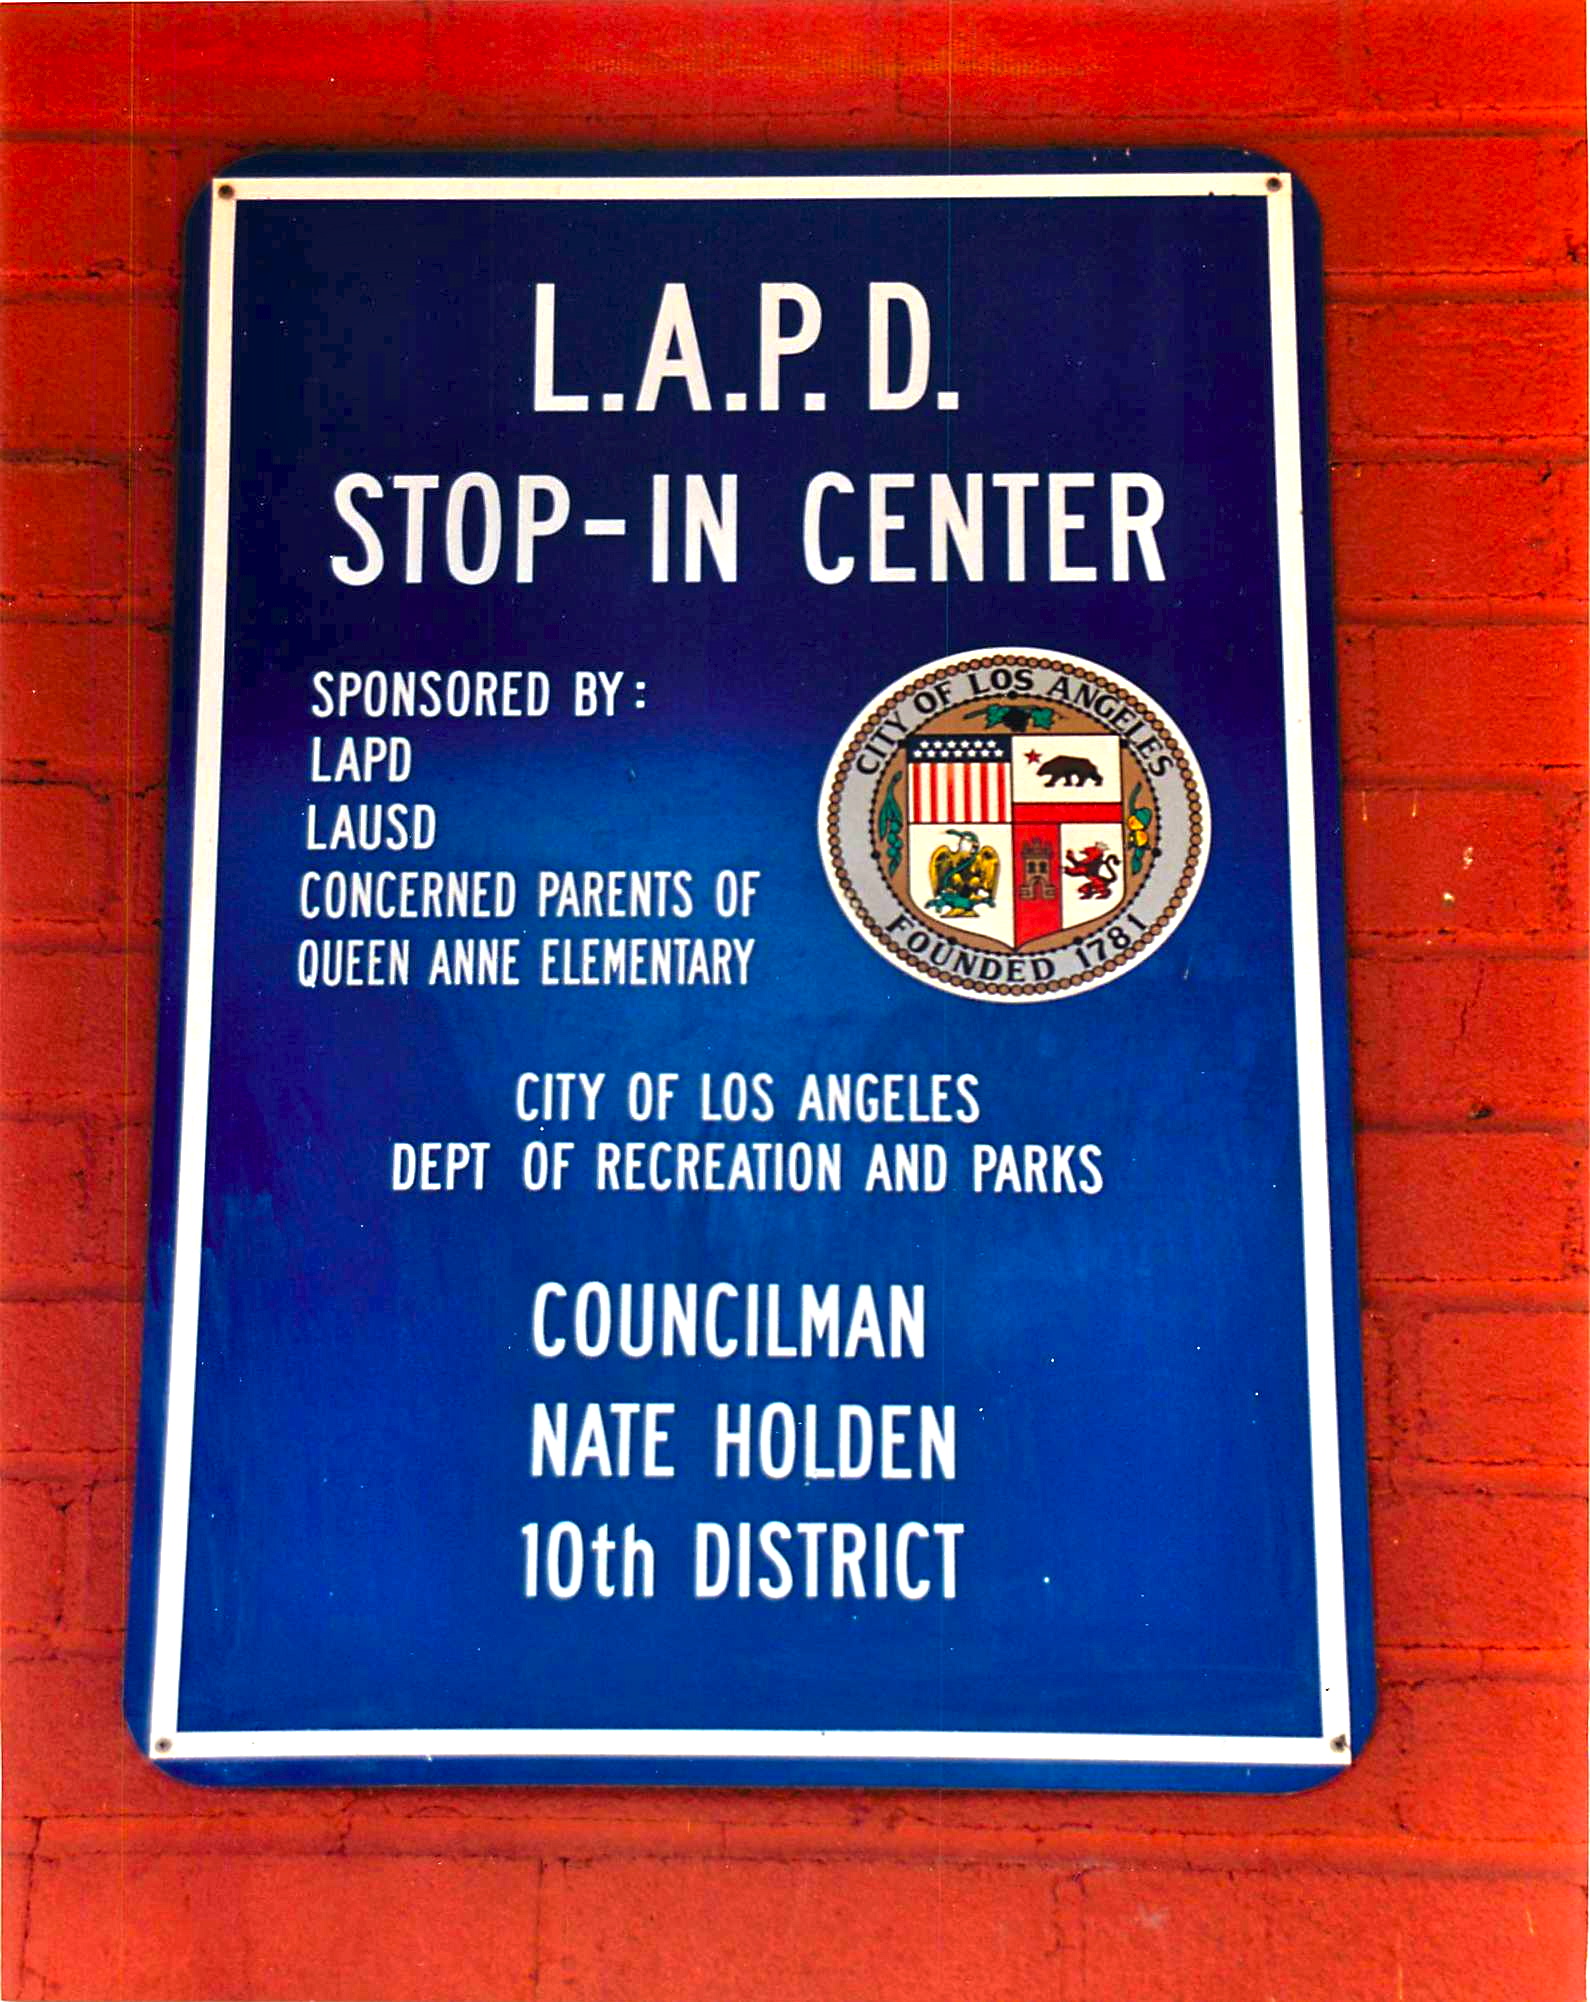 L.A.P.D.
STOP-IN CENTER
SPONSORED BY:
LAPD
LAUSD
CONCERNED PARENTS OF
QUEEN ANNE ELEMENTARY
CITY OF LOS ANGELES
FOUNDED 1781
CITY OF LOS ANGELES
DEPT OF RECREATION AND PARKS
COUNCILMAN
NATE HOLDEN
10th DISTRICT